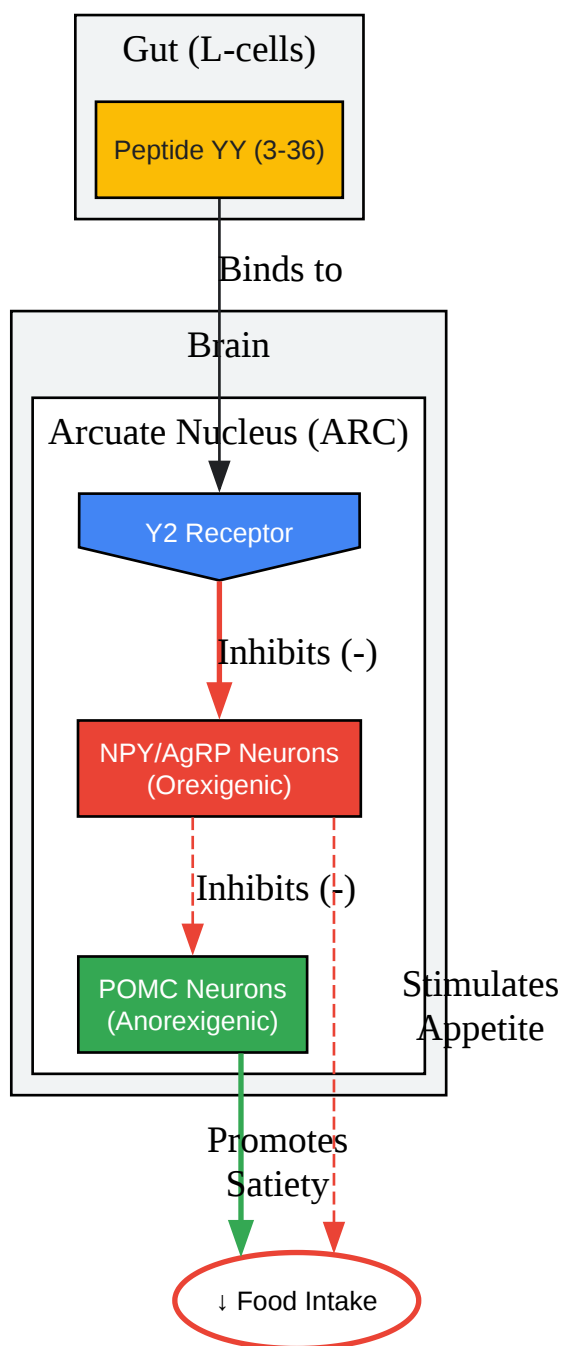 Gut (L-cells)
Peptide YY (3-36)
Binds to
Brain
Arcuate Nucleus (ARC)
Y2 Receptor
Inhibits (-)
NPY/AgRP Neurons
(Orexigenic)
Inhibits (-)
POMC Neurons
(Anorexigenic)
Stimulates
Appetite
Promotes
Satiety
↓ Food Intake